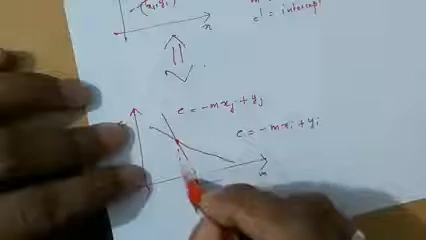 (xᵢ, yᵢ)
x
c' = intercept
c = -mxⱼ + yⱼ
c = -mxᵢ + yᵢ
m